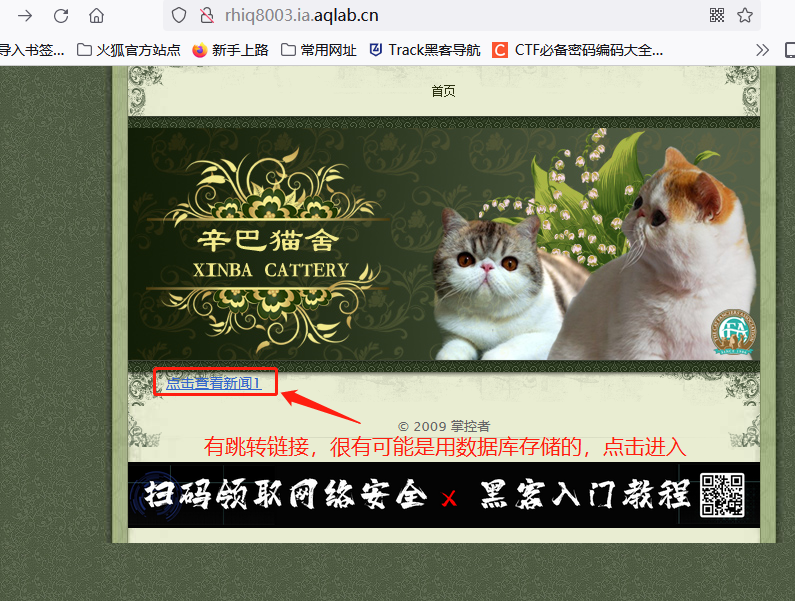 rhiq8003.ia.aqlab.cn
导入书签... 火狐官方站点 新手上路 常用网址 Track黑客导航 CTF必备密码编码大全...
首页
辛巴猫舍
XINBA CATTERY
点击查看新闻1
© 2009 掌控者
有跳转链接，很有可能是用数据库存储的，点击进入
扫码领取网络安全 X 黑客入门教程